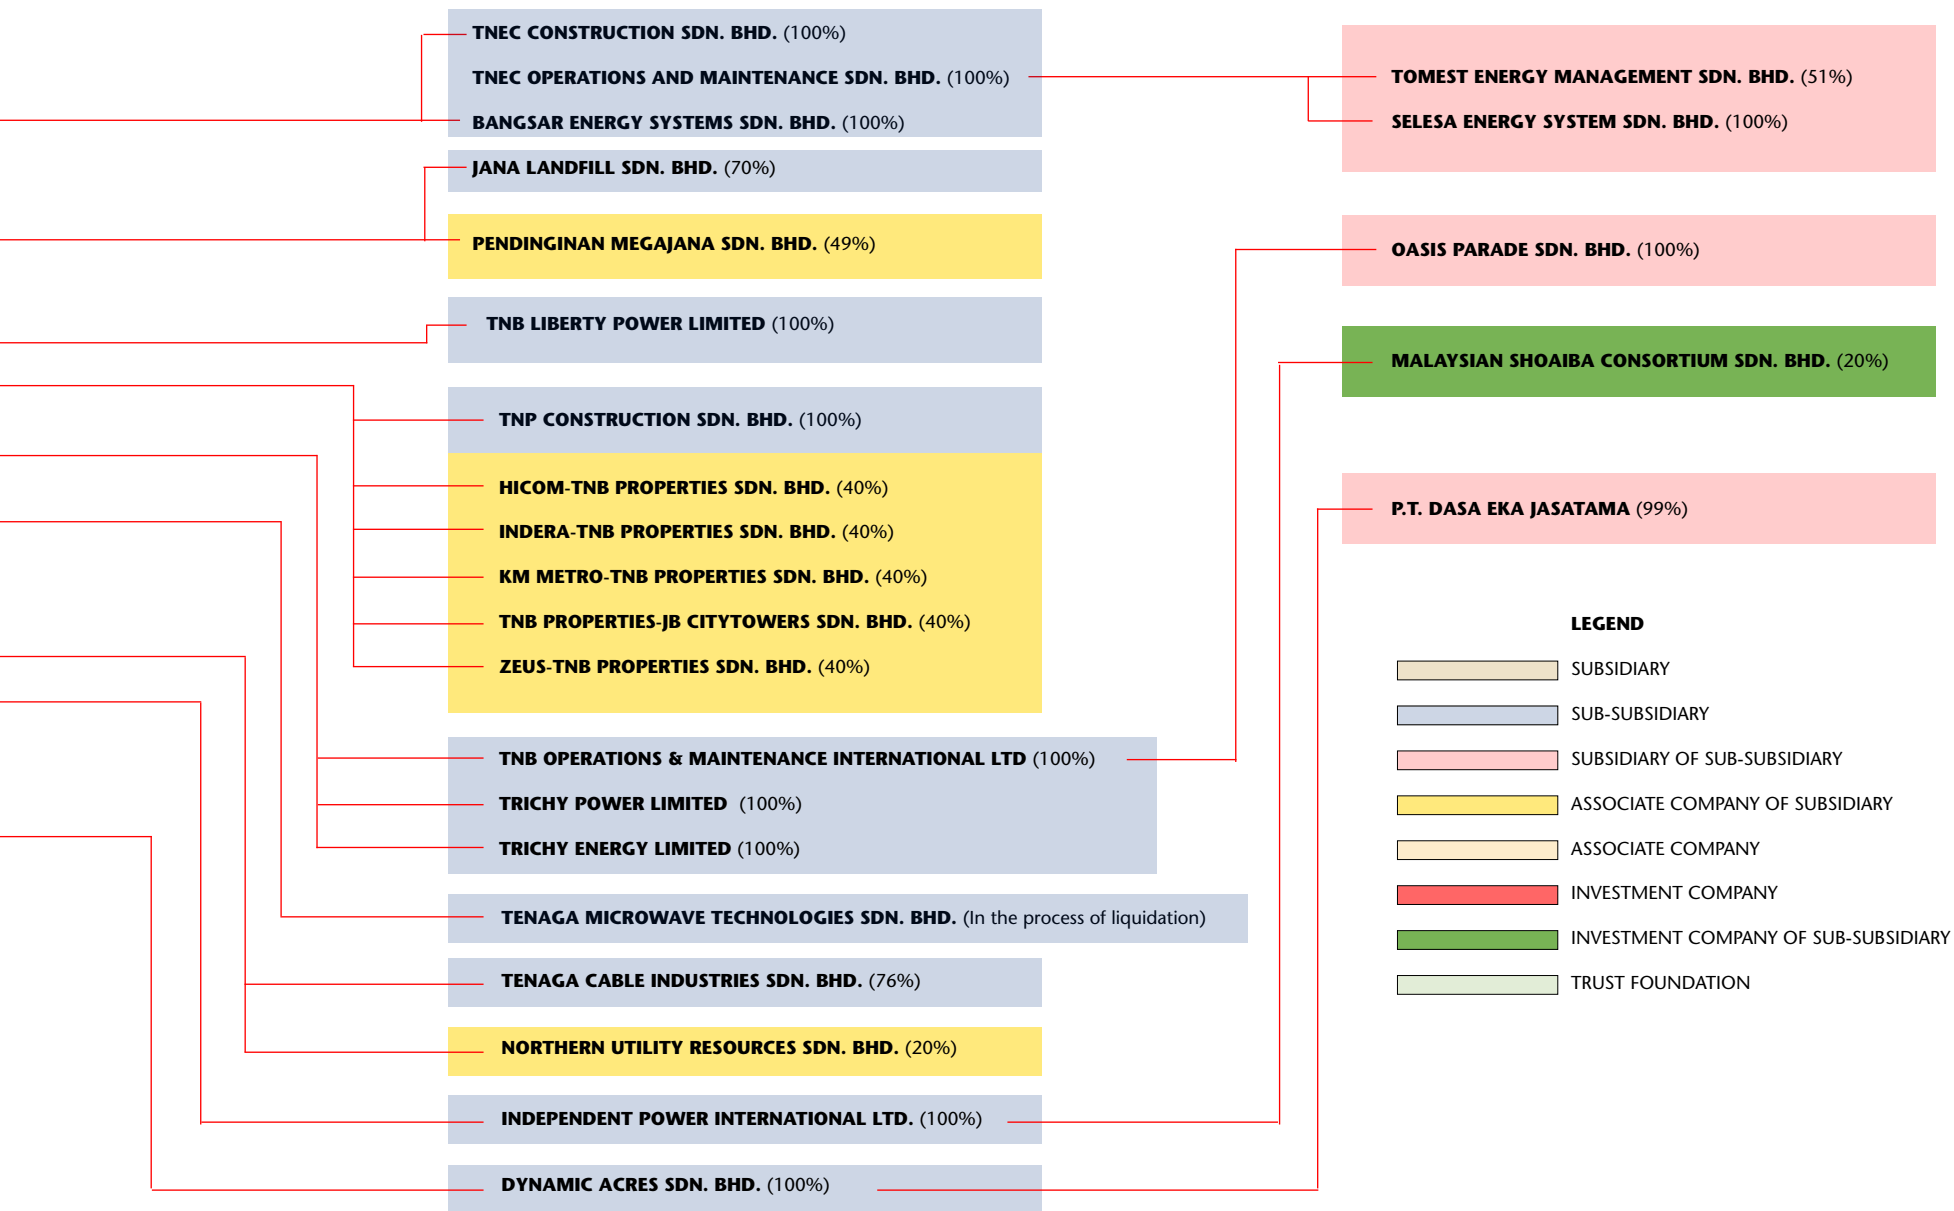 TNEC CONSTRUCTION SDN. BHD. (100%)
TNEC OPERATIONS AND MAINTENANCE SDN. BHD. (100%)
BANGSAR ENERGY SYSTEMS SDN. BHD. (100%)
JANA LANDFILL SDN. BHD. (70%)
PENDINGINAN MEGAJANA SDN. BHD. (49%)
TNB LIBERTY POWER LIMITED (100%)
TNP CONSTRUCTION SDN. BHD. (100%)
HICOM-TNB PROPERTIES SDN. BHD. (40%)
INDERA-TNB PROPERTIES SDN. BHD. (40%)
KM METRO-TNB PROPERTIES SDN. BHD. (40%)
TNB PROPERTIES-JB CITYTOWERS SDN. BHD. (40%)
ZEUS-TNB PROPERTIES SDN. BHD. (40%)
TNB OPERATIONS & MAINTENANCE INTERNATIONAL LTD (100%)
TRICHY POWER LIMITED (100%)
TRICHY ENERGY LIMITED (100%)
TENAGA MICROWAVE TECHNOLOGIES SDN. BHD. (In the process of liquidation)
TENAGA CABLE INDUSTRIES SDN. BHD. (76%)
NORTHERN UTILITY RESOURCES SDN. BHD. (20%)
INDEPENDENT POWER INTERNATIONAL LTD. (100%)
DYNAMIC ACRES SDN. BHD. (100%)
TOMEST ENERGY MANAGEMENT SDN. BHD. (51%)
SELESA ENERGY SYSTEM SDN. BHD. (100%)
OASIS PARADE SDN. BHD. (100%)
MALAYSIAN SHOAIBA CONSORTIUM SDN. BHD. (20%)
P.T. DASA EKA JASATAMA (99%)
LEGEND
SUBSIDIARY
SUB-SUBSIDIARY
SUBSIDIARY OF SUB-SUBSIDIARY
ASSOCIATE COMPANY OF SUBSIDIARY
ASSOCIATE COMPANY
INVESTMENT COMPANY
INVESTMENT COMPANY OF SUB-SUBSIDIARY
TRUST FOUNDATION